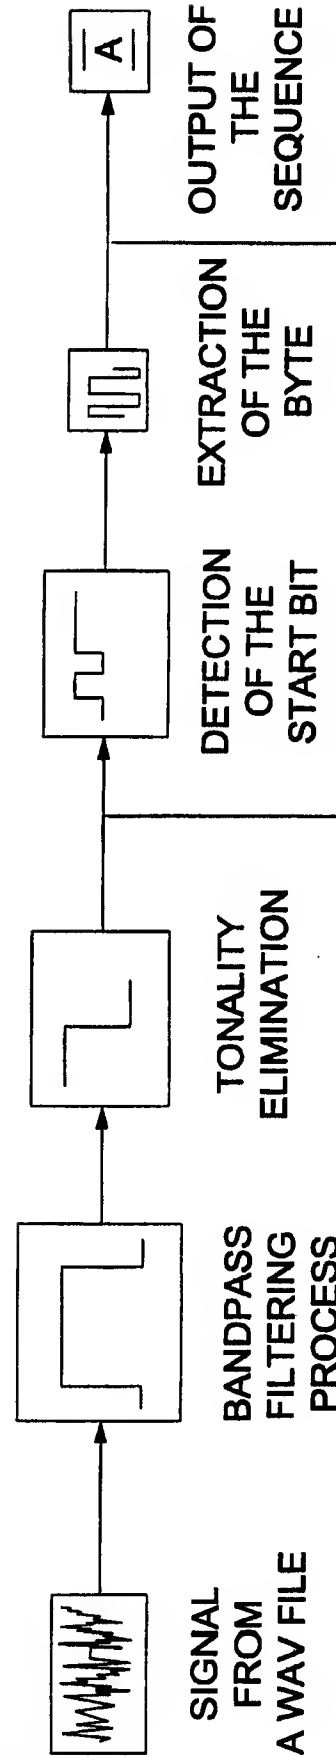 SIGNAL
FROM
A WAV FILE
BANDPASS
FILTERING
PROCESS
TONALITY
ELIMINATION
DETECTION
OF THE
START BIT
EXTRACTION
OF THE
BYTE
A
OUTPUT OF
THE
SEQUENCE